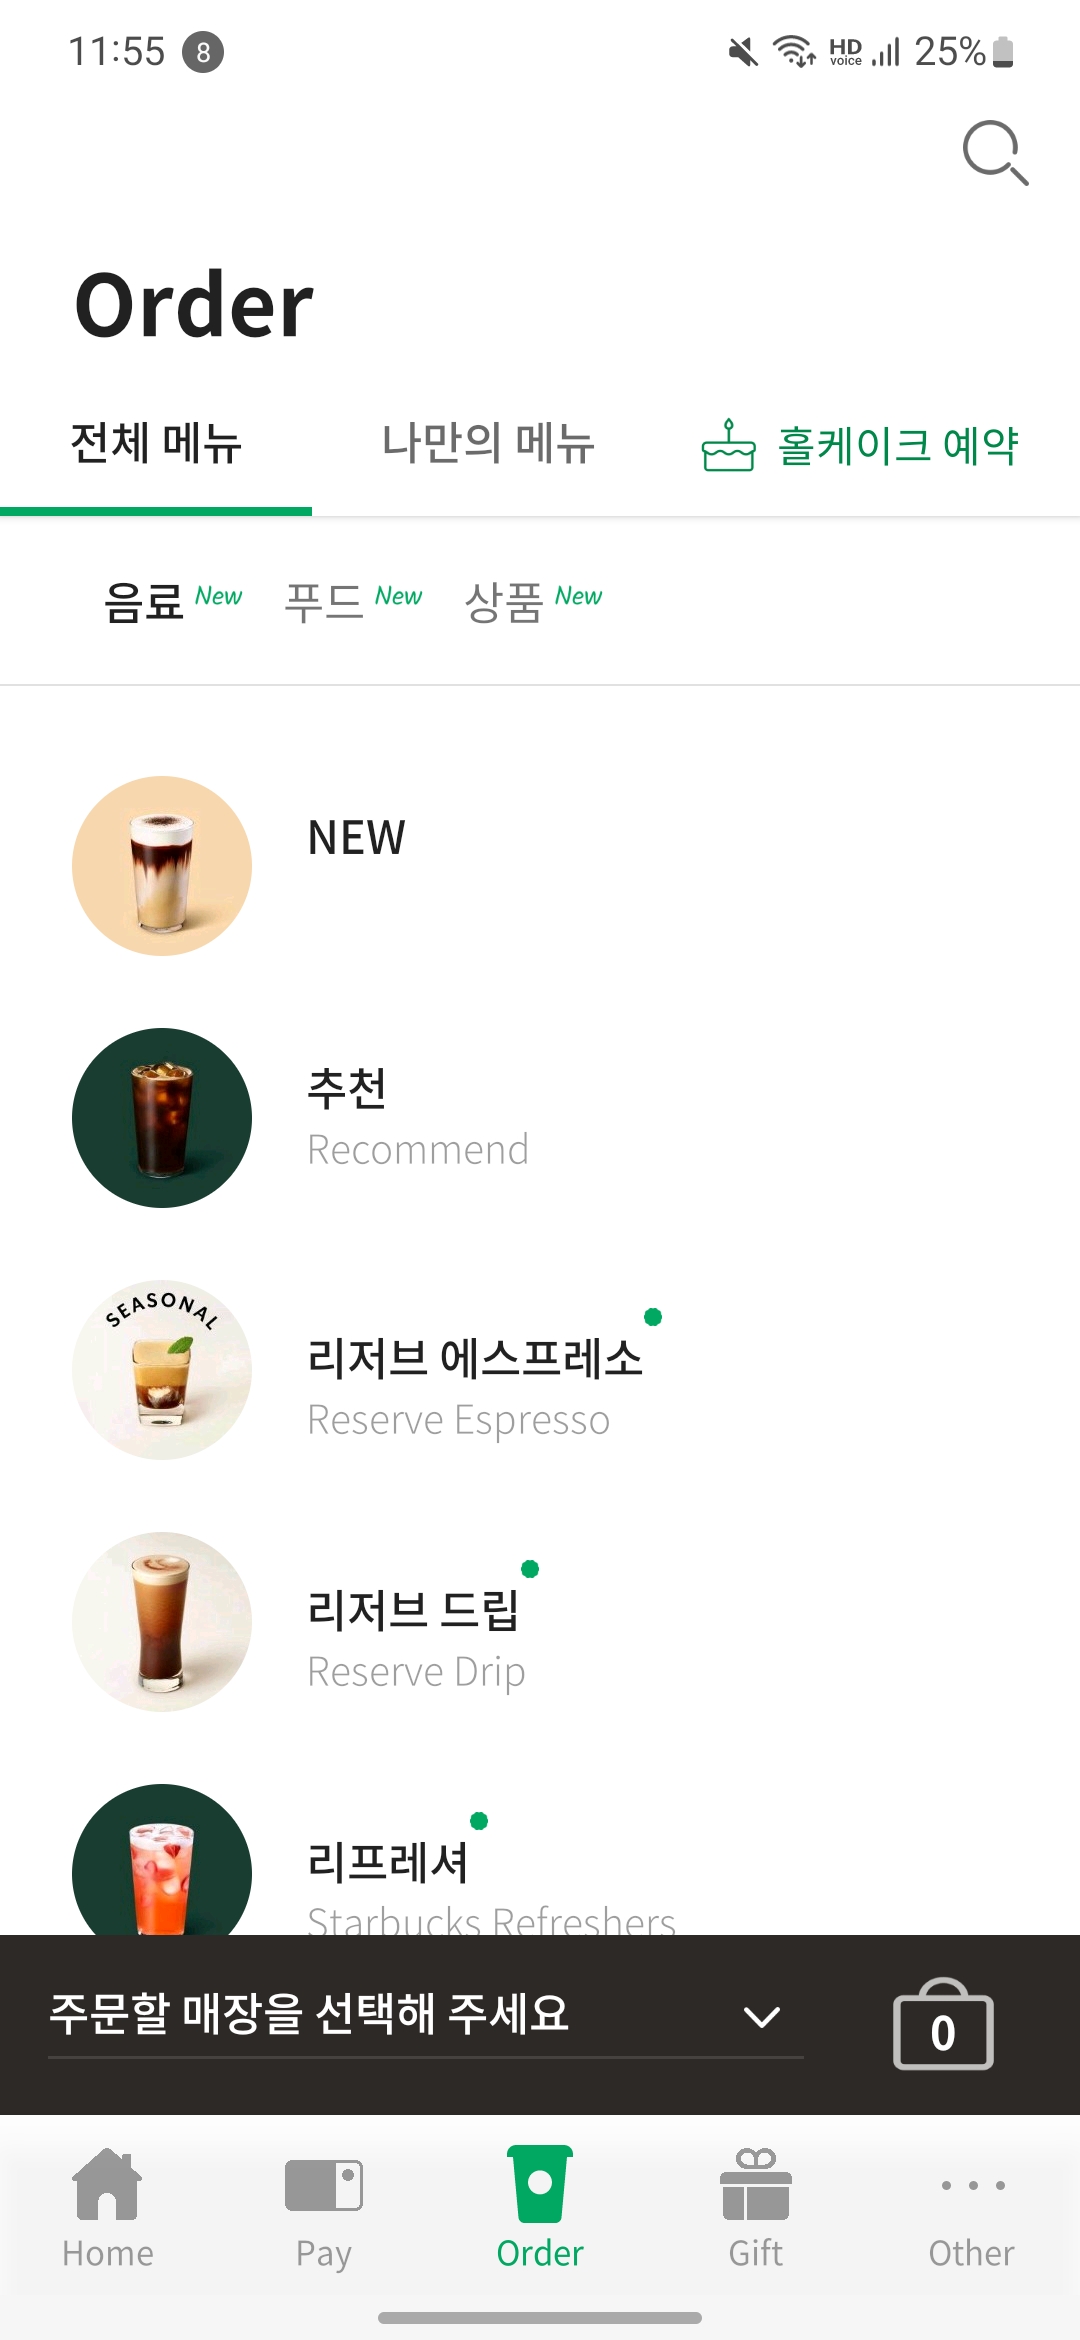 11:55 8 HD voice 25%
Order
전체 메뉴 나만의 메뉴 홀케이크 예약
음료 New 푸드 New 상품 New
NEW
추천
Recommend
SEASONAL
리저브 에스프레소
Reserve Espresso
리저브 드립
Reserve Drip
리프레셔
Starbucks Refreshers
주문할 매장을 선택해 주세요 0
Home Pay Order Gift Other